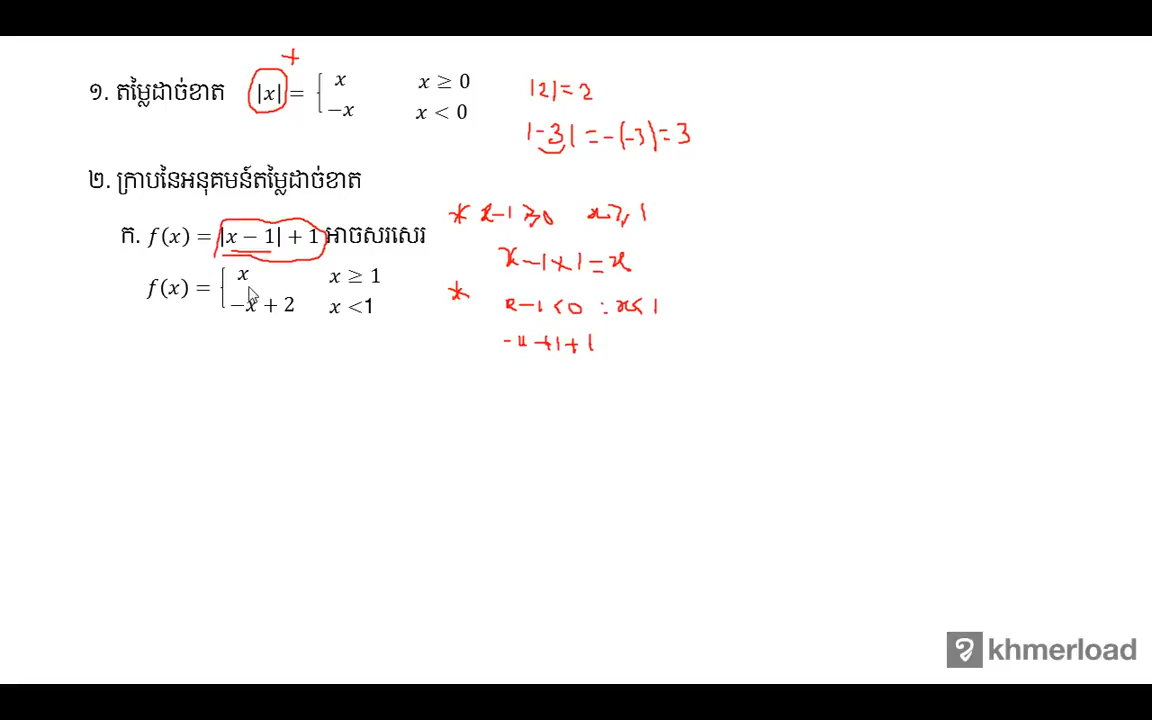 +
១. តម្លៃដាច់ខាត |x| = { x x ≥ 0
−x x < 0
|2| = 2
|-3| = -(-3) = 3
២. ក្រាបនៃអនុគមន៍តម្លៃដាច់ខាត
* x-1 ≥ 0 x ≥ 1
ក. f(x) = |x − 1| + 1 អាចសរសេរ
x-1+1 = x
f(x) = { x x ≥ 1
−x + 2 x <1
* x-1 < 0 : x < 1
-x+1+1
khmerload